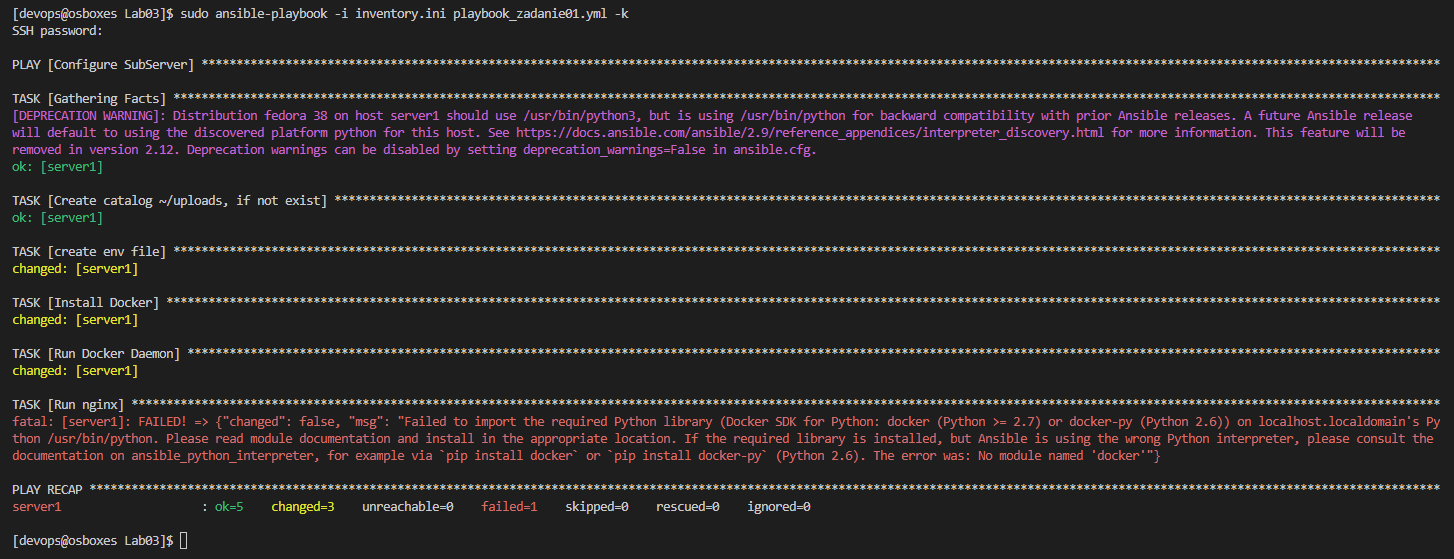 [devops@osboxes Lab03]$ sudo ansible-playbook -i inventory.ini playbook_zadanie01.yml -k
SSH password:
PLAY [Configure SubServer] ****************************************************************************************************************************************************************************
TASK [Gathering Facts] ********************************************************************************************************************************************************************************
[DEPRECATION WARNING]: Distribution fedora 38 on host server1 should use /usr/bin/python3, but is using /usr/bin/python for backward compatibility with prior Ansible releases. A future Ansible release
will default to using the discovered platform python for this host. See https://docs.ansible.com/ansible/2.9/reference_appendices/interpreter_discovery.html for more information. This feature will be
removed in version 2.12. Deprecation warnings can be disabled by setting deprecation_warnings=False in ansible.cfg.
ok: [server1]
TASK [Create catalog ~/uploads, if not exist] *********************************************************************************************************************************************************
ok: [server1]
TASK [create env file] ********************************************************************************************************************************************************************************
changed: [server1]
TASK [Install Docker] *********************************************************************************************************************************************************************************
changed: [server1]
TASK [Run Docker Daemon] ******************************************************************************************************************************************************************************
changed: [server1]
TASK [Run nginx] **************************************************************************************************************************************************************************************
fatal: [server1]: FAILED! => {"changed": false, "msg": "Failed to import the required Python library (Docker SDK for Python: docker (Python >= 2.7) or docker-py (Python 2.6)) on localhost.localdomain's Py
thon /usr/bin/python. Please read module documentation and install in the appropriate location. If the required library is installed, but Ansible is using the wrong Python interpreter, please consult the
documentation on ansible_python_interpreter, for example via `pip install docker` or `pip install docker-py` (Python 2.6). The error was: No module named 'docker'"}
PLAY RECAP ********************************************************************************************************************************************************************************************
server1 : ok=5 changed=3 unreachable=0 failed=1 skipped=0 rescued=0 ignored=0
[devops@osboxes Lab03]$